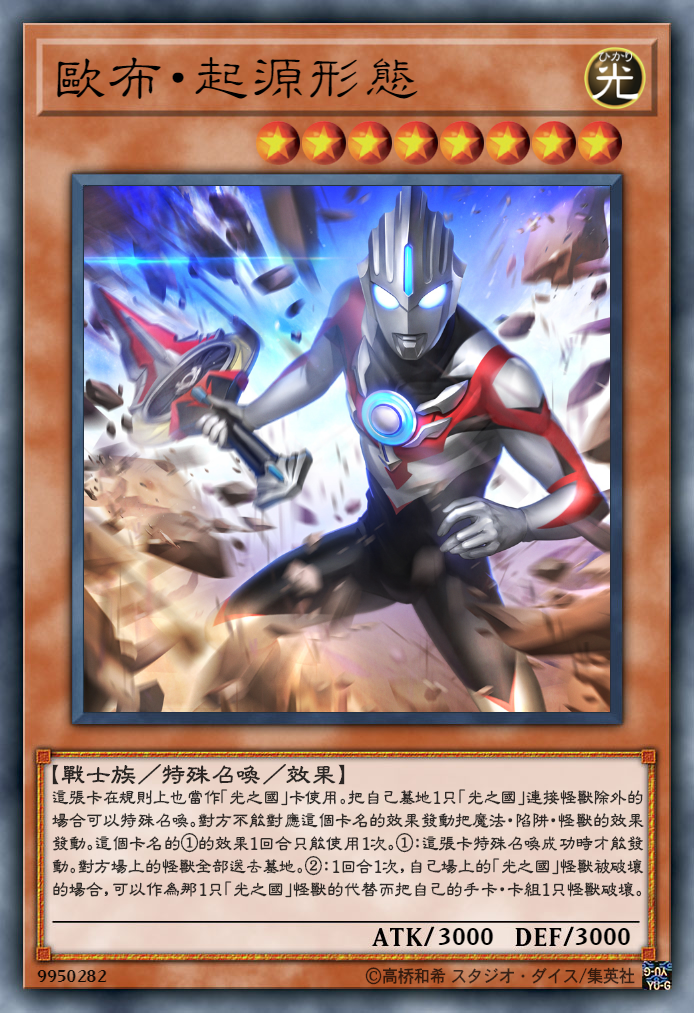 歐布・起源形態
ひかり
光
【戰士族／特殊召喚／效果】
這張卡在規則上也當作「光之國」卡使用。把自己墓地1只「光之國」連接怪獸除外的
場合可以特殊召喚。對方不能對應這個卡名的效果發動把魔法・陷阱・怪獸的效果
發動。這個卡名的①的效果1回合只能使用1次。①：這張卡特殊召喚成功時才能發
動。對方場上的怪獸全部送去墓地。②：1回合1次，自己場上的「光之國」怪獸被破壞
的場合，可以作為那1只「光之國」怪獸的代替而把自己的手卡・卡組1只怪獸破壞。
ATK/3000 DEF/3000
9950282
©高桥和希 スタジオ・ダイス/集英社
YU-G